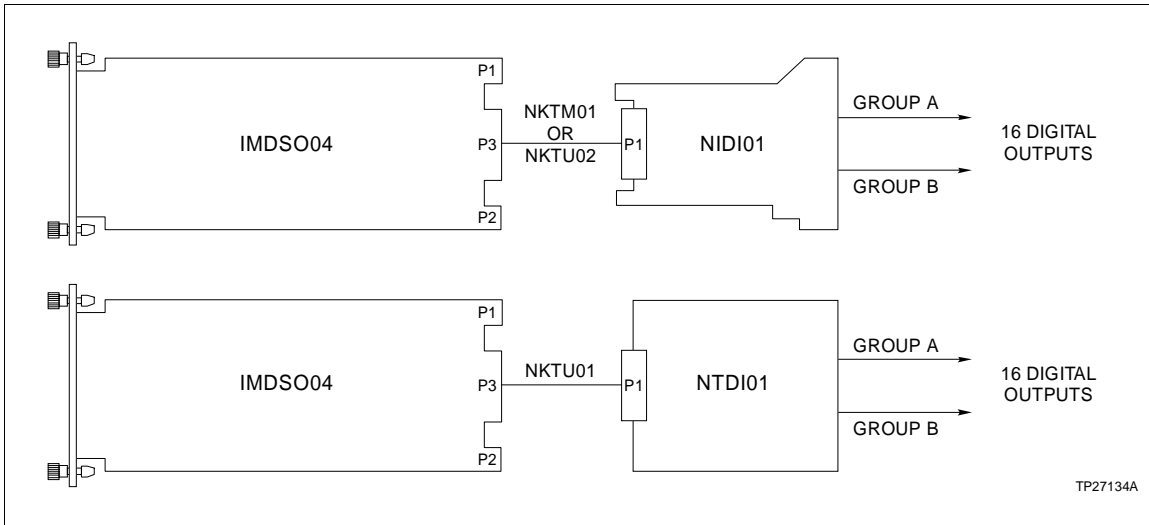 P1
IMDSO04
P3
P2
NKTM01
OR
NKTU02
P1
NIDI01
GROUP A
GROUP B
16 DIGITAL
OUTPUTS
P1
IMDSO04
P3
P2
NKTU01
P1
NTDI01
GROUP A
GROUP B
16 DIGITAL
OUTPUTS
TP27134A